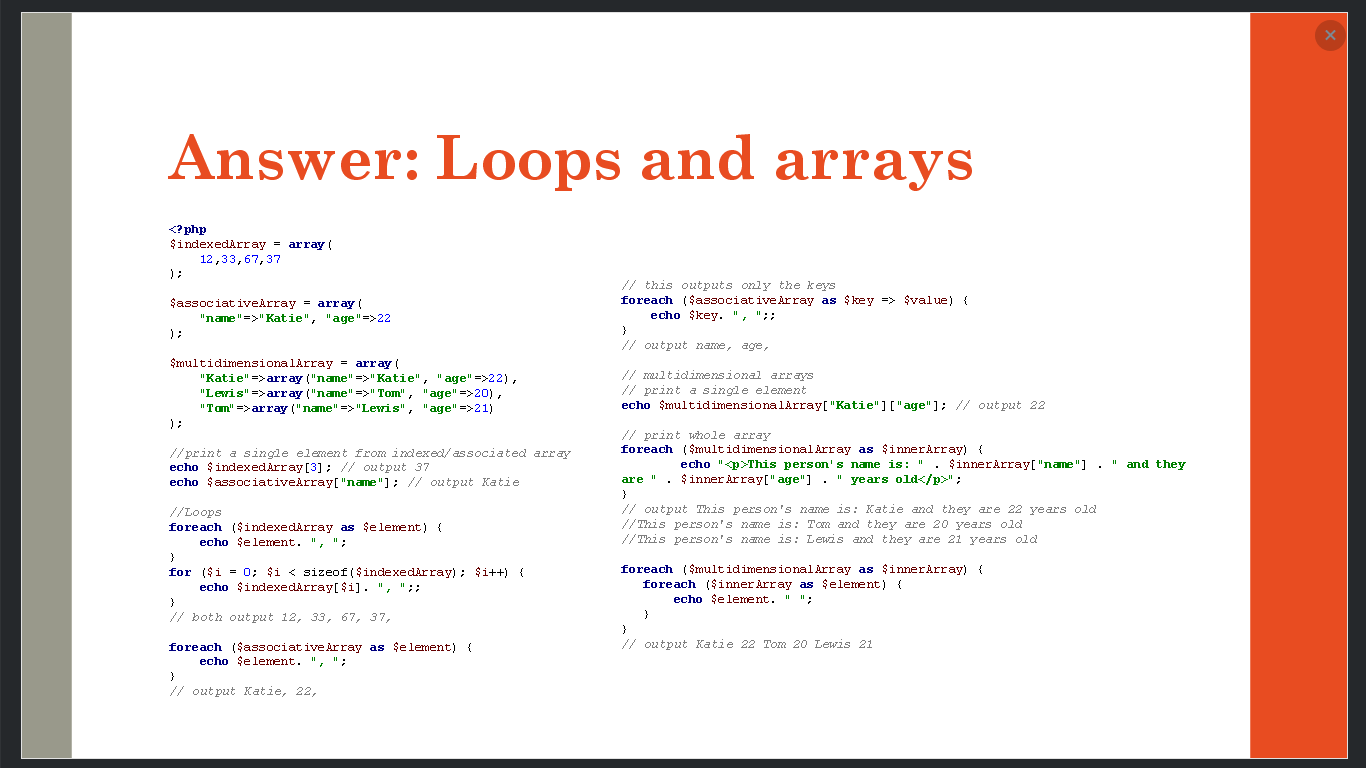 Answer: Loops and arrays
<?php
$indexedArray = array(
    12,33,67,37
);

$associativeArray = array(
    "name"=>"Katie", "age"=>22
);

$multidimensionalArray = array(
    "Katie"=>array("name"=>"Katie", "age"=>22),
    "Lewis"=>array("name"=>"Tom", "age"=>20),
    "Tom"=>array("name"=>"Lewis", "age"=>21)
);

//print a single element from indexed/associated array
echo $indexedArray[3]; // output 37
echo $associativeArray["name"]; // output Katie

//Loops
foreach ($indexedArray as $element) {
    echo $element. ", ";
}
for ($i = 0; $i < sizeof($indexedArray); $i++) {
    echo $indexedArray[$i]. ", ";;
}
// both output 12, 33, 67, 37,

foreach ($associativeArray as $element) {
    echo $element. ", ";
}
// output Katie, 22,

// this outputs only the keys
foreach ($associativeArray as $key => $value) {
    echo $key. ", ";;
}
// output name, age,

// multidimensional arrays
// print a single element
echo $multidimensionalArray["Katie"]["age"]; // output 22

// print whole array
foreach ($multidimensionalArray as $innerArray) {
        echo "<p>This person's name is: " . $innerArray["name"] . " and they
are " . $innerArray["age"] . " years old</p>";
}
// output This person's name is: Katie and they are 22 years old
//This person's name is: Tom and they are 20 years old
//This person's name is: Lewis and they are 21 years old

foreach ($multidimensionalArray as $innerArray) {
   foreach ($innerArray as $element) {
       echo $element. " ";
   }
}
// output Katie 22 Tom 20 Lewis 21